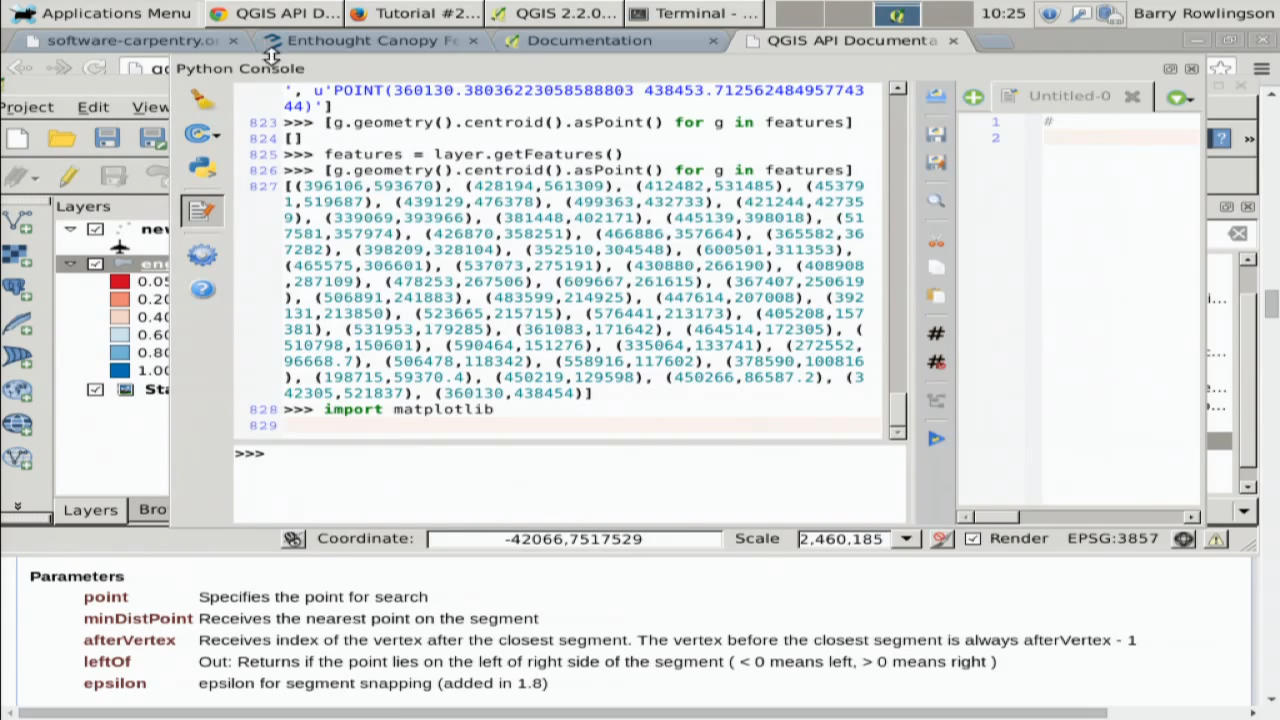 Applications Menu
QGIS API D...
Tutorial #2...
QGIS 2.2.0...
Terminal - ...
10:25
Barry Rowlingson
software-carpentry.or
Enthought Canopy Fe
Documentation
QGIS API Documenta
Python Console
Project Edit View
Layers
new
Layers
Bro
0.05
0.20
0.40
0.60
0.80
1.00
Sta
', u'POINT(360130.38036223058588803 438453.712562484957743
44)']
823 >>> [g.geometry().centroid().asPoint() for g in features]
824 []
825 >>> features = layer.getFeatures()
826 >>> [g.geometry().centroid().asPoint() for g in features]
827 [(396106,593670), (428194,561309), (412482,531485), (45379
1,519687), (439129,476378), (499363,432733), (421244,42735
9), (339069,393966), (381448,402171), (445139,398018), (51
7581,357974), (426870,358251), (466886,357664), (365582,36
7282), (398209,328104), (352510,304548), (600501,311353),
(465575,306601), (537073,275191), (430880,266190), (408908
,287109), (478253,267506), (609667,261615), (367407,250619
), (506891,241883), (483599,214925), (447614,207008), (392
131,213850), (523665,215715), (576441,213173), (405208,157
381), (531953,179285), (361083,171642), (464514,172305), (
510798,150601), (590464,151276), (335064,133741), (272552,
96668.7), (506478,118342), (558916,117602), (378590,100816
), (198715,59370.4), (450219,129598), (450266,86587.2), (3
42305,521837), (360130,438454)]
828 >>> import matplotlib
829
>>>
Untitled-0
1 #
2
Coordinate: -42066,7517529 Scale 2,460,185 Render EPSG:3857
Parameters
point Specifies the point for search
minDistPoint Receives the nearest point on the segment
afterVertex Receives index of the vertex after the closest segment. The vertex before the closest segment is always afterVertex - 1
leftOf Out: Returns if the point lies on the left of right side of the segment ( < 0 means left, > 0 means right )
epsilon epsilon for segment snapping (added in 1.8)